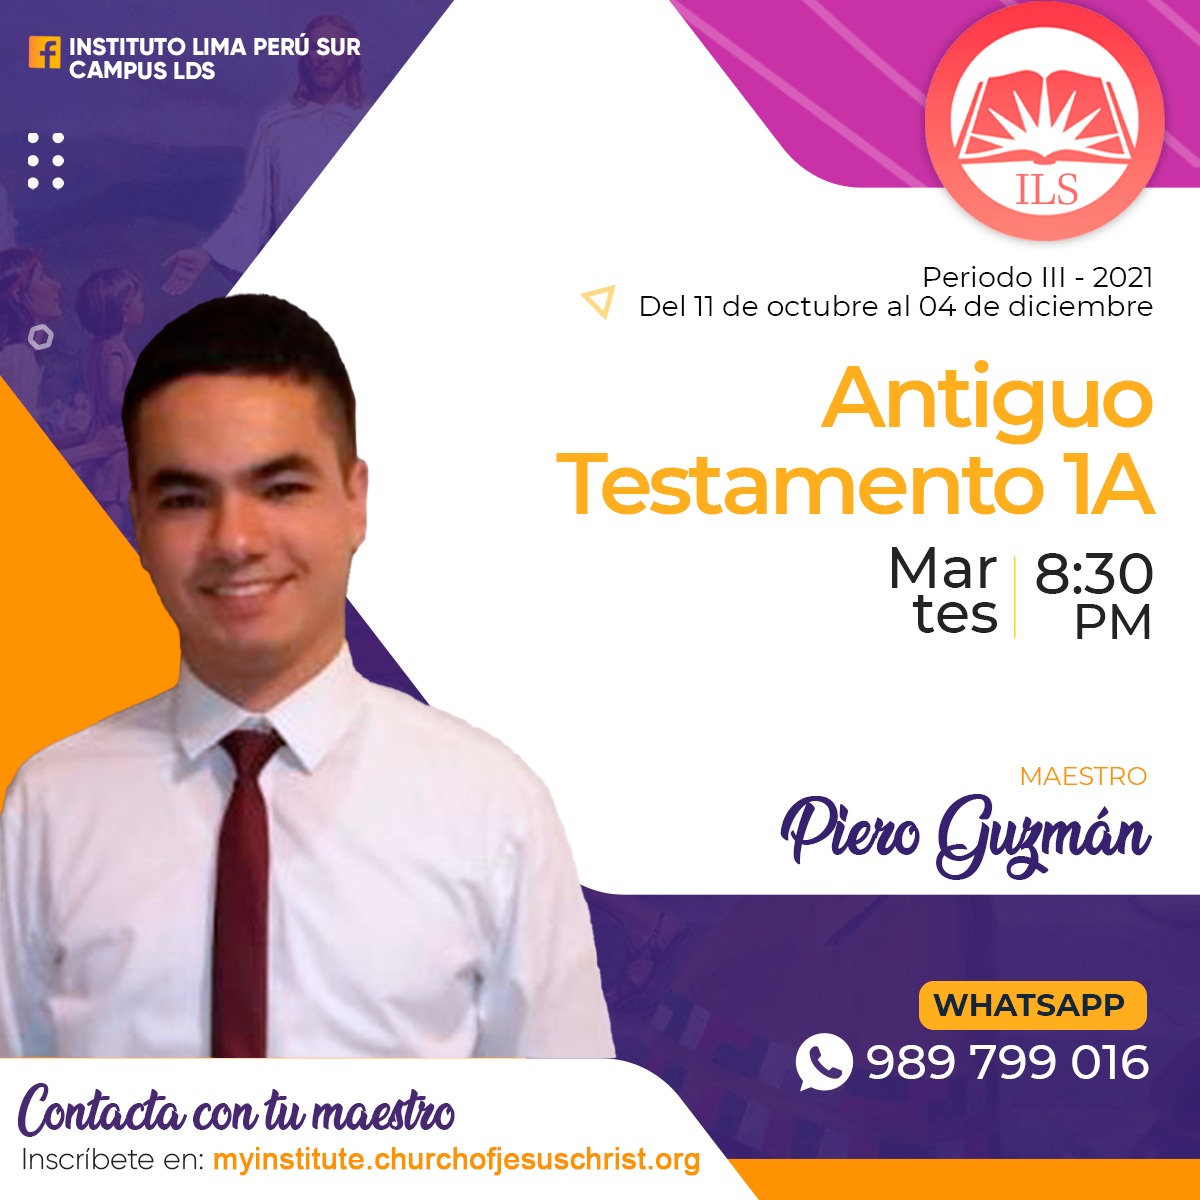 INSTITUTO LIMA PERÚ SUR
CAMPUS LDS
ILS
Periodo III - 2021
Del 11 de octubre al 04 de diciembre
Antiguo
Testamento 1A
Mar
tes
8:30
PM
MAESTRO
Piero Guzmán
WHATSAPP
989 799 016
Contacta con tu maestro
Inscríbete en: myinstitute.churchofjesuschrist.org